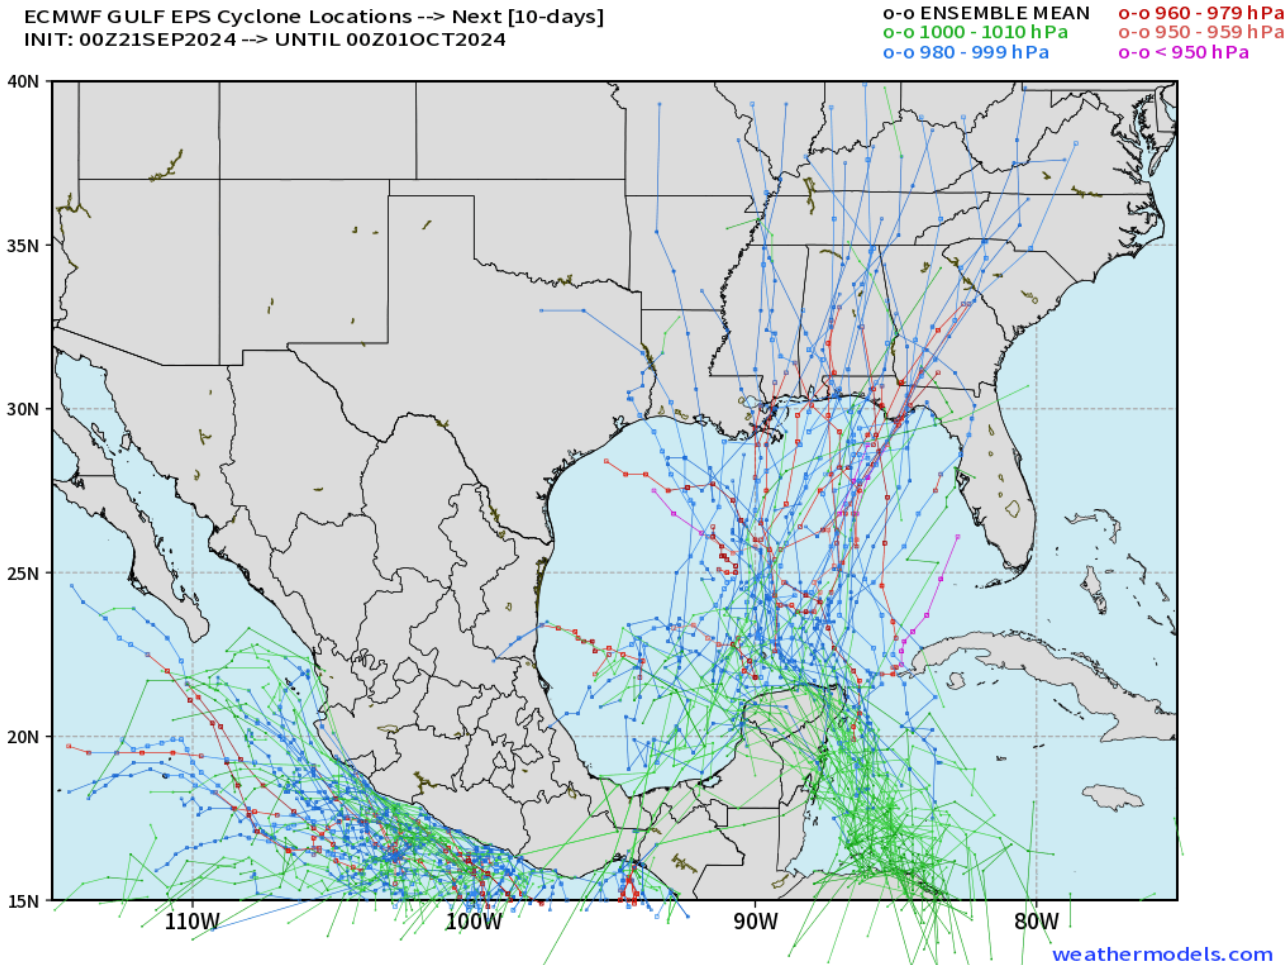 ECMWF GULF EPS Cyclone Locations --> Next [10-days]
INIT: 00Z21SEP2024 --> UNTIL 00Z01OCT2024
o-o ENSEMBLE MEAN
o-o 960 - 979 hPa
o-o 1000 - 1010 hPa
o-o 950 - 959 hPa
o-o 980 - 999 hPa
o-o < 950 hPa
40N
35N
30N
25N
20N
15N
110W
100W
90W
80W
weathermodels.com